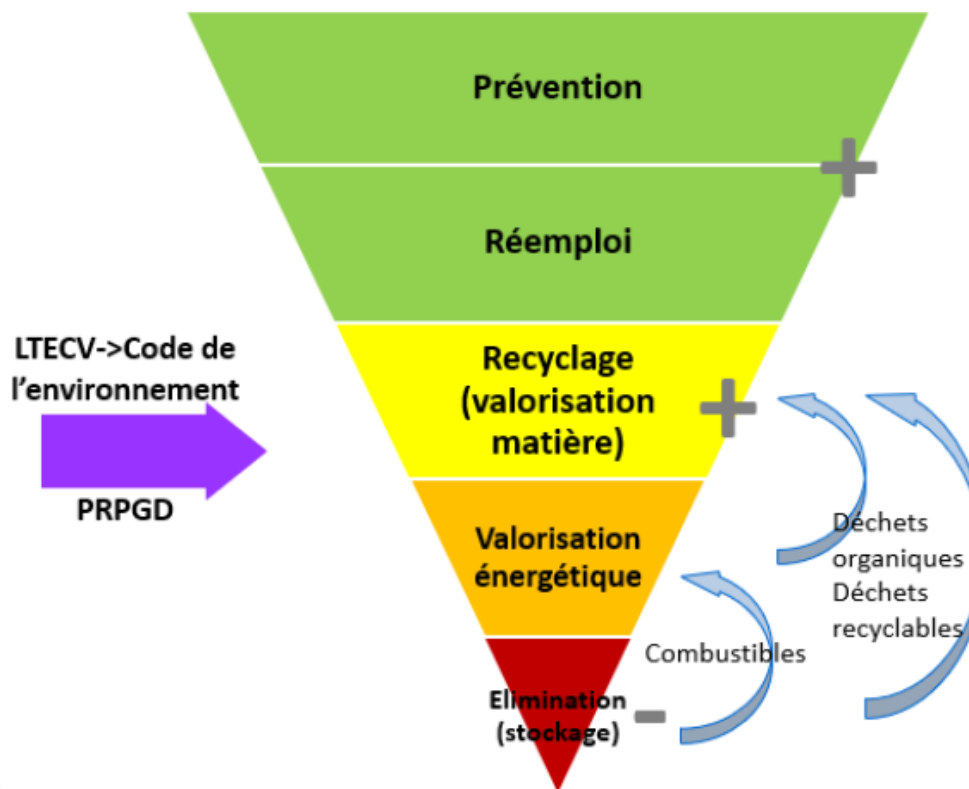 Prévention
Réemploi
LTECV->Code de
l’environnement
PRPGD
Recyclage
(valorisation
matière)
Valorisation
énergétique
Déchets
organiques
Déchets
recyclables
Combustibles
Elimination
(stockage)